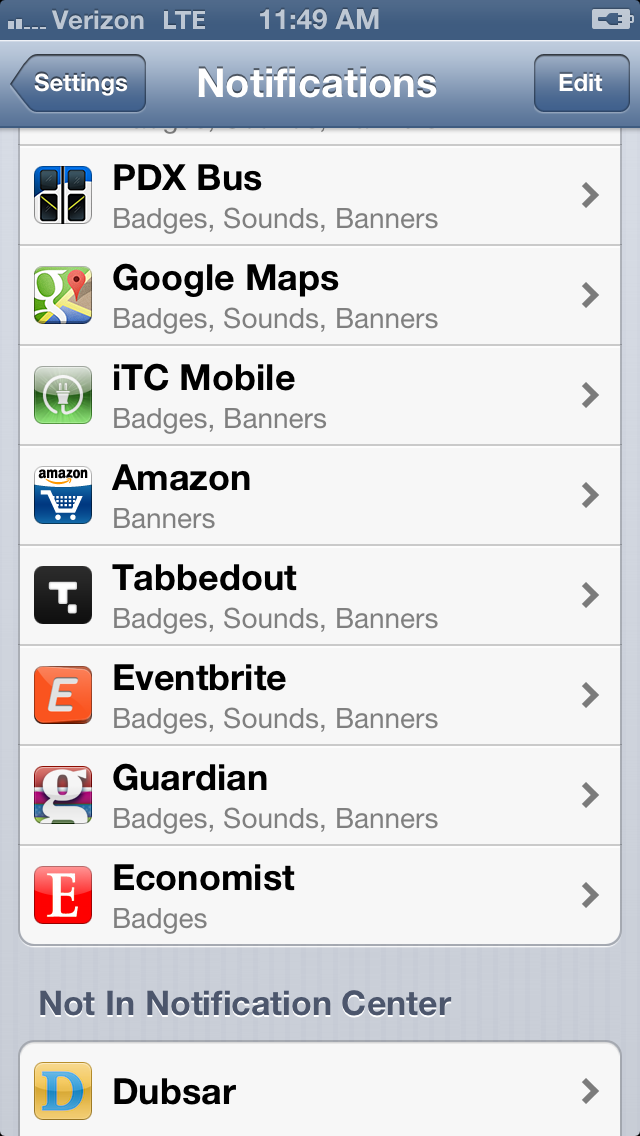 Verizon LTE 11:49 AM
Settings Notifications Edit
PDX Bus
Badges, Sounds, Banners
Google Maps
Badges, Sounds, Banners
iTC Mobile
Badges, Banners
amazon
Amazon
Banners
T.
Tabbedout
Badges, Sounds, Banners
E
Eventbrite
Badges, Sounds, Banners
g
Guardian
Badges, Sounds, Banners
E
Economist
Badges
Not In Notification Center
D
Dubsar